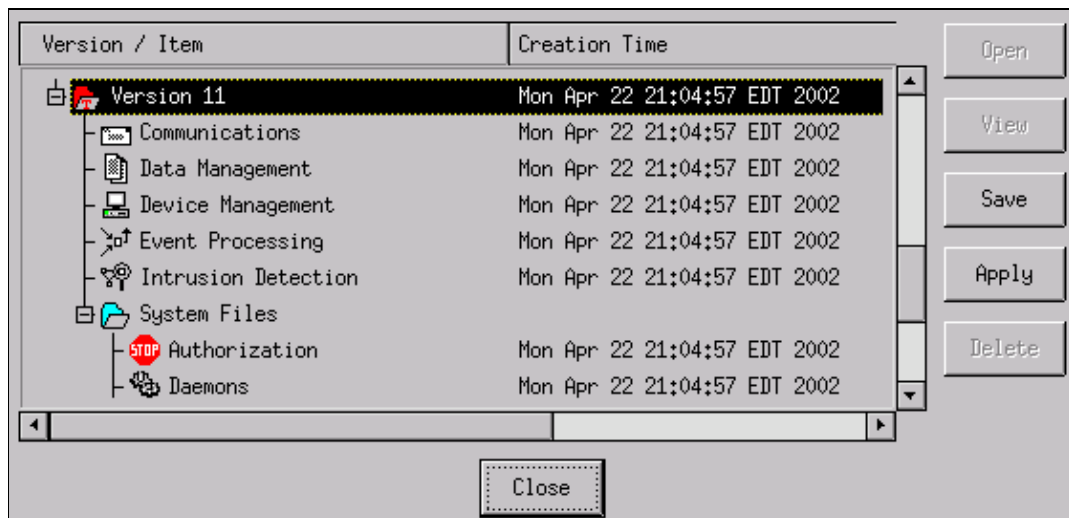 Version / Item Creation Time
Open
Version 11 Mon Apr 22 21:04:57 EDT 2002
T
Communications Mon Apr 22 21:04:57 EDT 2002
View
Data Management Mon Apr 22 21:04:57 EDT 2002
Device Management Mon Apr 22 21:04:57 EDT 2002
Save
Event Processing Mon Apr 22 21:04:57 EDT 2002
Intrusion Detection Mon Apr 22 21:04:57 EDT 2002
Apply
System Files
STOP Authorization Mon Apr 22 21:04:57 EDT 2002
Delete
Daemons Mon Apr 22 21:04:57 EDT 2002
Close